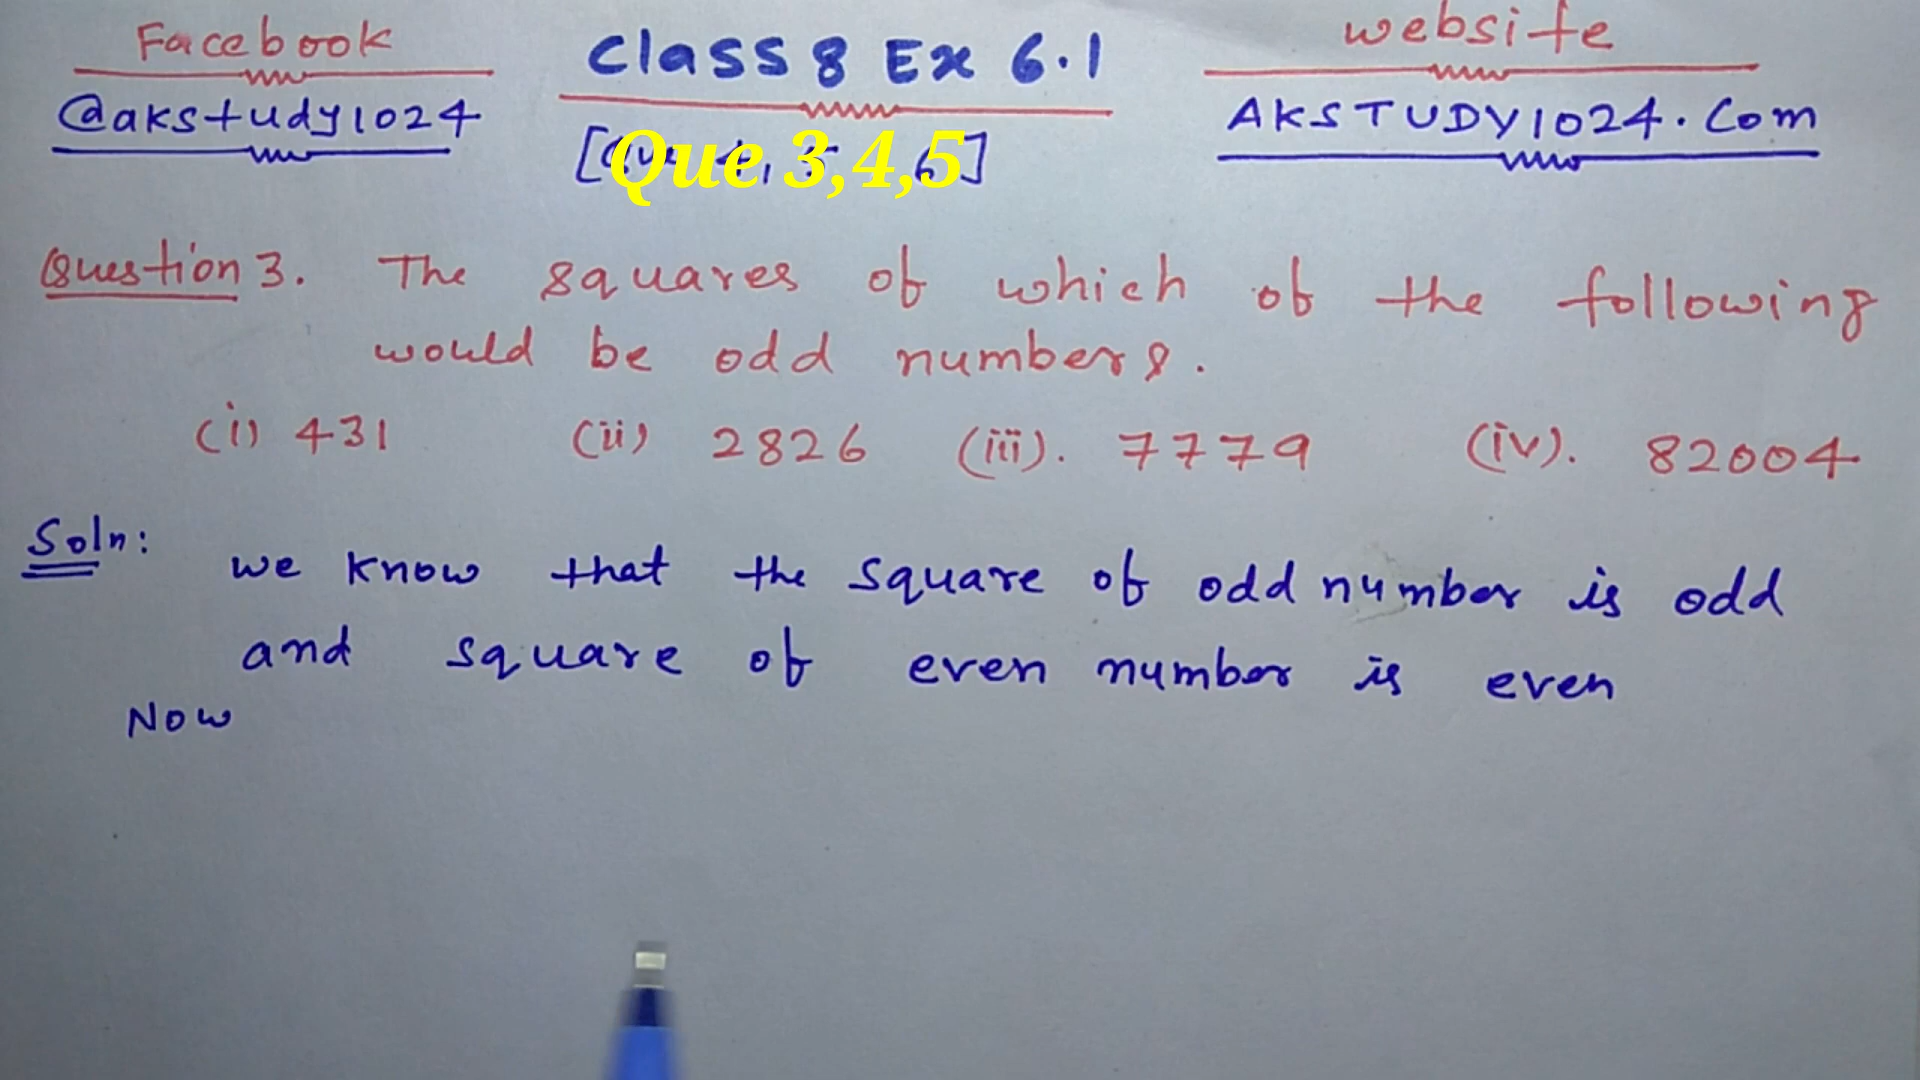 Facebook
@akstudy1024
Class 8 Ex 6.1
Que 3,4,5
website
AKSTUDY1024.Com
Question 3. The squares of which of the following
would be odd numbers.
(i) 431 (ii) 2826 (iii). 7779 (iv). 82004
Soln: we know that the square of odd number is odd
and square of even number is even
Now